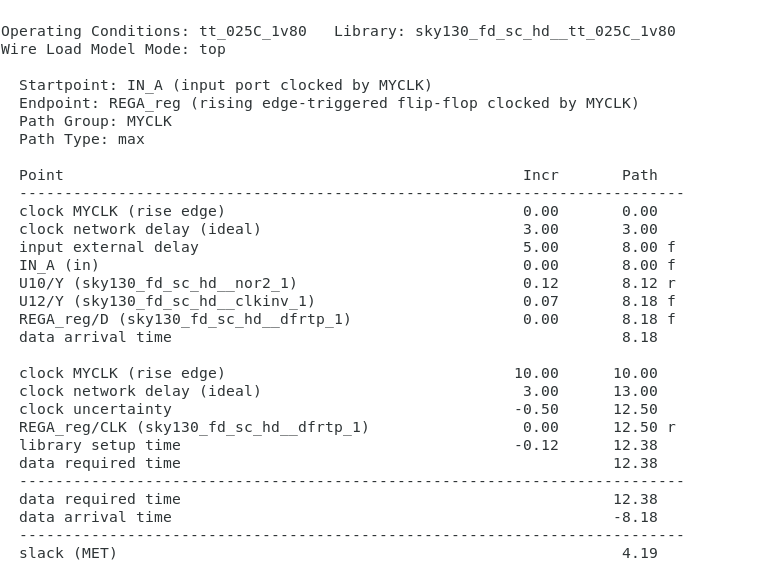 Operating Conditions: tt_025C_1v80   Library: sky130_fd_sc_hd__tt_025C_1v80
Wire Load Model Mode: top
Startpoint: IN_A (input port clocked by MYCLK)
Endpoint: REGA_reg (rising edge-triggered flip-flop clocked by MYCLK)
Path Group: MYCLK
Path Type: max
Point Incr Path
---------------------------------------------------------------------------
clock MYCLK (rise edge) 0.00 0.00
clock network delay (ideal) 3.00 3.00
input external delay 5.00 8.00 f
IN_A (in) 0.00 8.00 f
U10/Y (sky130_fd_sc_hd__nor2_1) 0.12 8.12 r
U12/Y (sky130_fd_sc_hd__clkinv_1) 0.07 8.18 f
REGA_reg/D (sky130_fd_sc_hd__dfrtp_1) 0.00 8.18 f
data arrival time 8.18
clock MYCLK (rise edge) 10.00 10.00
clock network delay (ideal) 3.00 13.00
clock uncertainty -0.50 12.50
REGA_reg/CLK (sky130_fd_sc_hd__dfrtp_1) 0.00 12.50 r
library setup time -0.12 12.38
data required time 12.38
---------------------------------------------------------------------------
data required time 12.38
data arrival time -8.18
---------------------------------------------------------------------------
slack (MET) 4.19